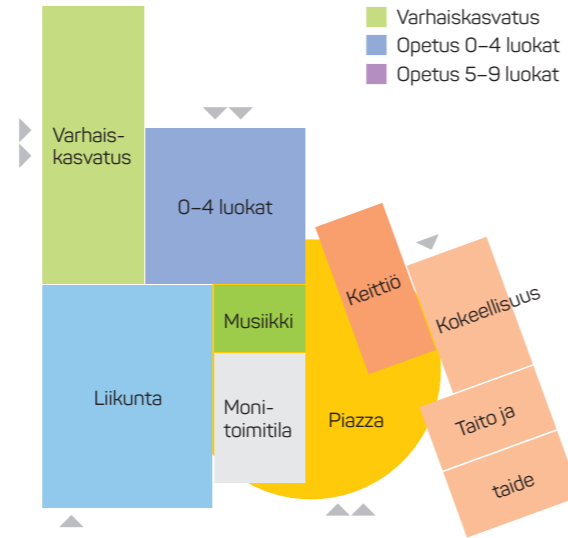 Varhaiskasvatus
Opetus 0–4 luokat
Opetus 5–9 luokat
Varhais-
kasvatus
0–4 luokat
Keittiö
Kokeellisuus
Musiikki
Liikunta
Moni-
toimitila
Piazza
Taito ja
taide